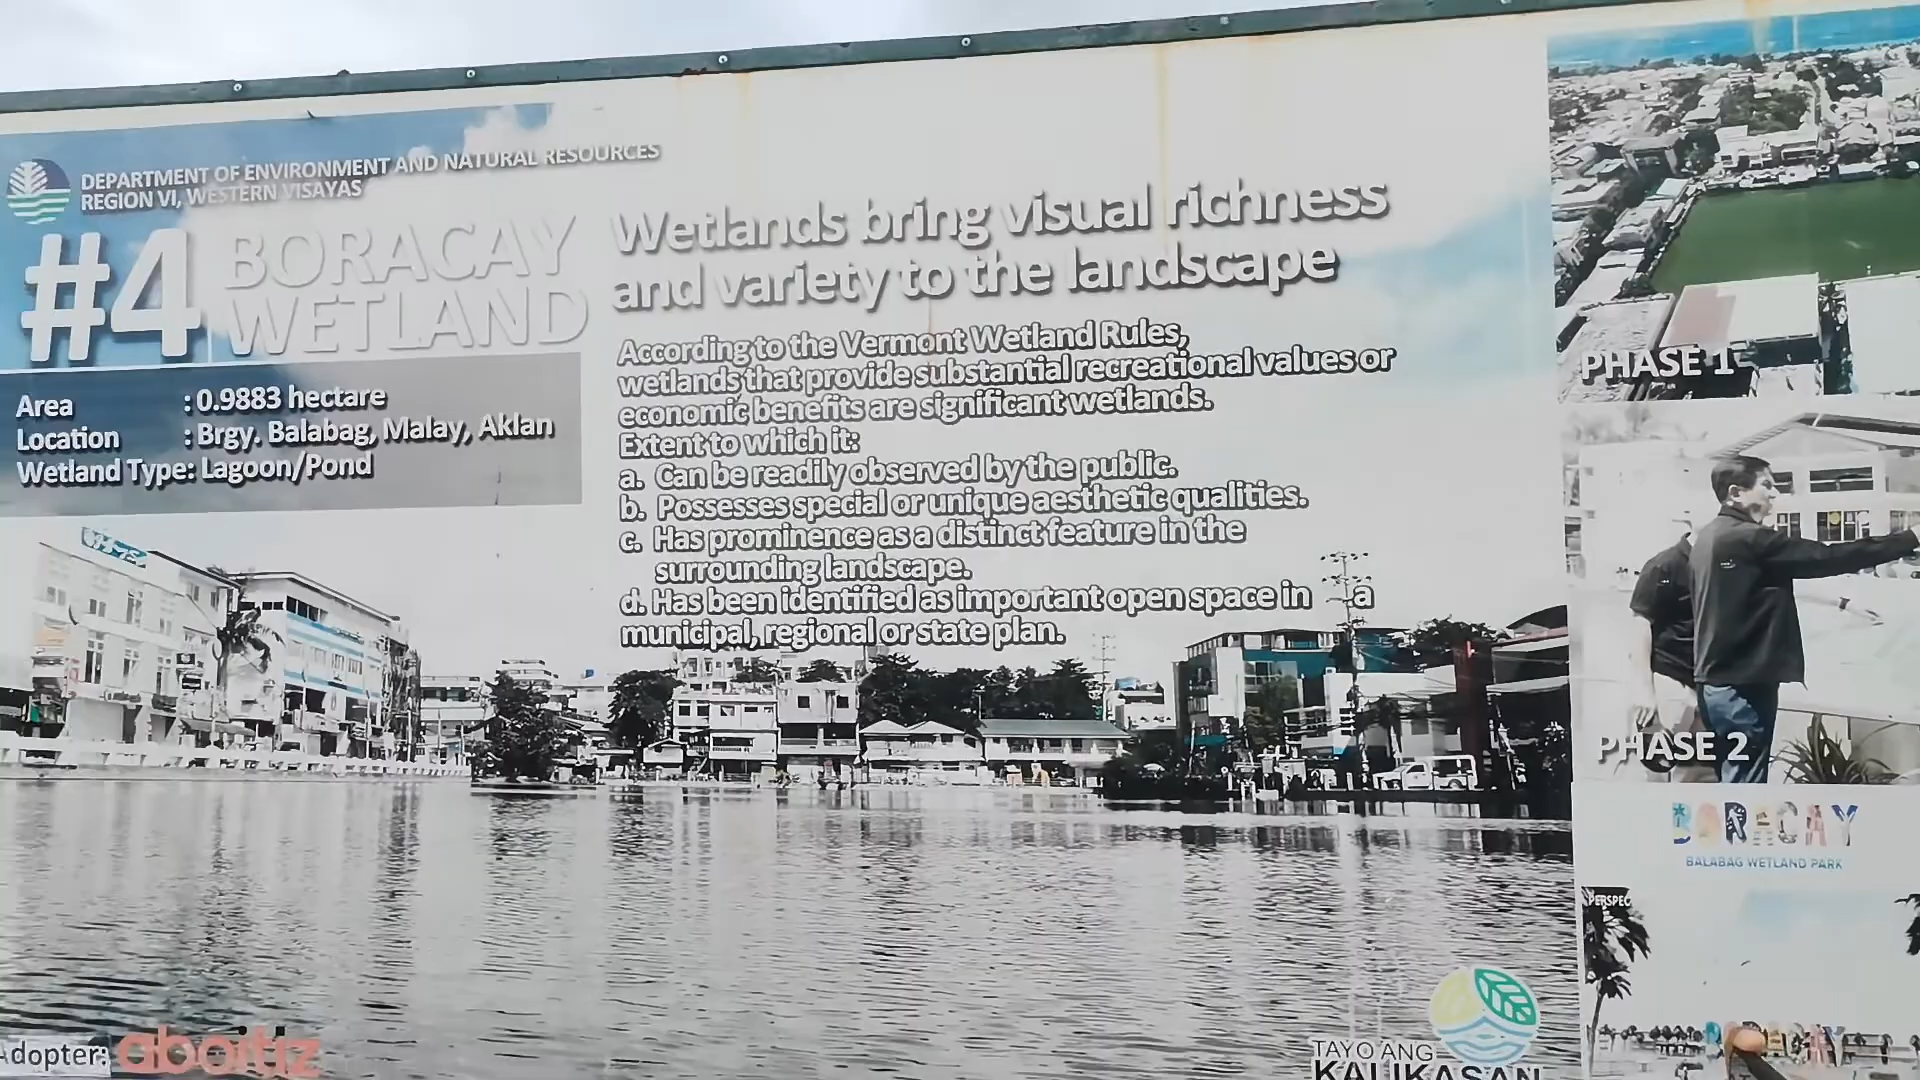 DEPARTMENT OF ENVIRONMENT AND NATURAL RESOURCES
REGION VI, WESTERN VISAYAS
#4 BORACAY
WETLAND
Area : 0.9883 hectare
Location : Brgy. Balabag, Malay, Aklan
Wetland Type: Lagoon/Pond
Wetlands bring visual richness
and variety to the landscape
According to the Vermont Wetland Rules,
wetlands that provide substantial recreational values or
economic benefits are significant wetlands.
Extent to which it:
a. Can be readily observed by the public.
b. Possesses special or unique aesthetic qualities.
c. Has prominence as a distinct feature in the
surrounding landscape.
d. Has been identified as important open space in a
municipal, regional or state plan.
PHASE 1
PHASE 2
BORACAY
BALABAG WETLAND PARK
PERSPEC
Adopter: aboitiz
TAYO ANG
KALIKASAN